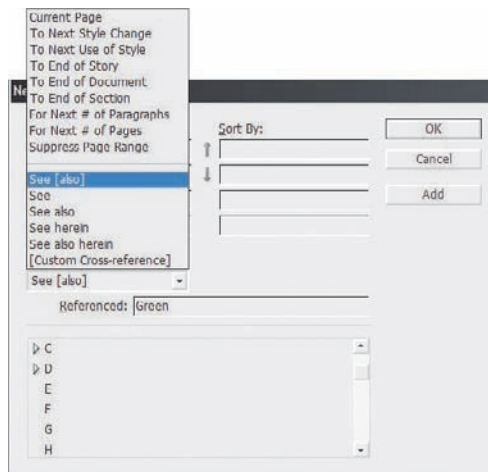 Current Page
To Next Style Change
To Next Use of Style
To End of Story
To End of Document
To End of Section
For Next # of Paragraphs
For Next # of Pages
Suppress Page Range
See [also]
See
See also
See herein
See also herein
[Custom Cross-reference]
See [also]
Ne
Sort By:
OK
Cancel
Add
Referenced: Green
C
D
E
F
G
H